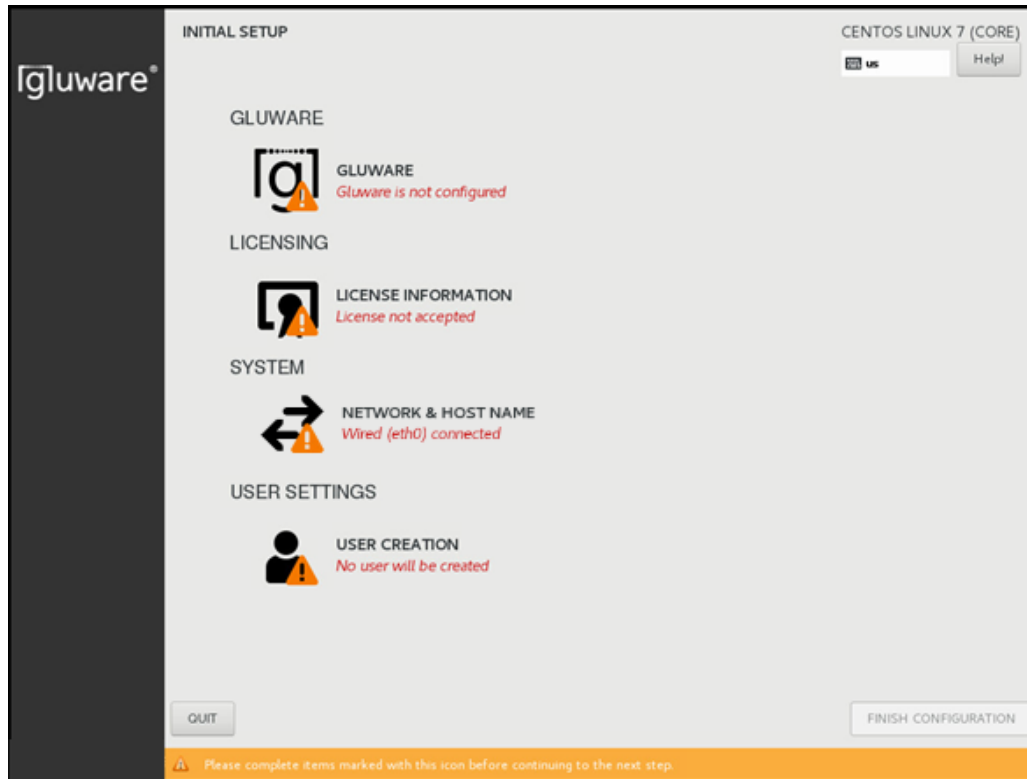 gluware®
INITIAL SETUP
CENTOS LINUX 7 (CORE)
us
Help!
GLUWARE
g
GLUWARE
Gluware is not configured
LICENSING
LICENSE INFORMATION
License not accepted
SYSTEM
NETWORK & HOST NAME
Wired (eth0) connected
USER SETTINGS
USER CREATION
No user will be created
QUIT
FINISH CONFIGURATION
Please complete items marked with this icon before continuing to the next step.